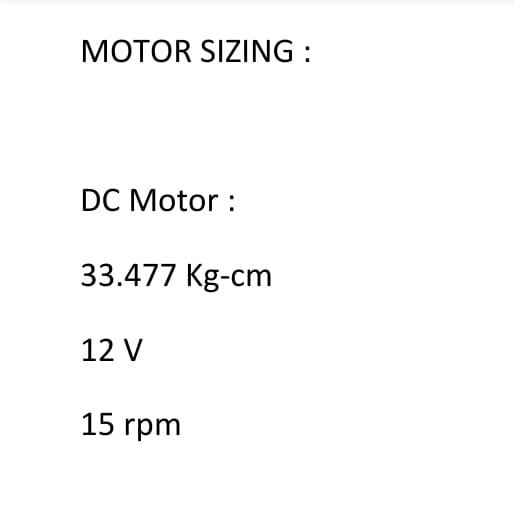 MOTOR SIZING :
DC Motor :
33.477 Kg-cm
12 V
15 rpm